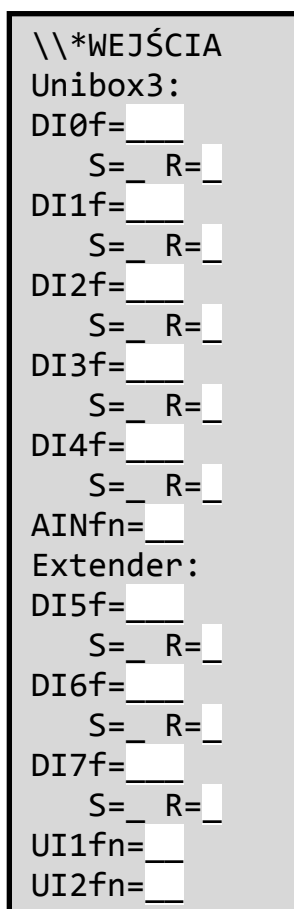 \\*WEJŚCIA
Unibox3:
DI0f=___
S=_ R=_
DI1f=___
S=_ R=_
DI2f=___
S=_ R=_
DI3f=___
S=_ R=_
DI4f=___
S=_ R=_
AINfn=__
Extender:
DI5f=___
S=_ R=_
DI6f=___
S=_ R=_
DI7f=___
S=_ R=_
UI1fn=__
UI2fn=__